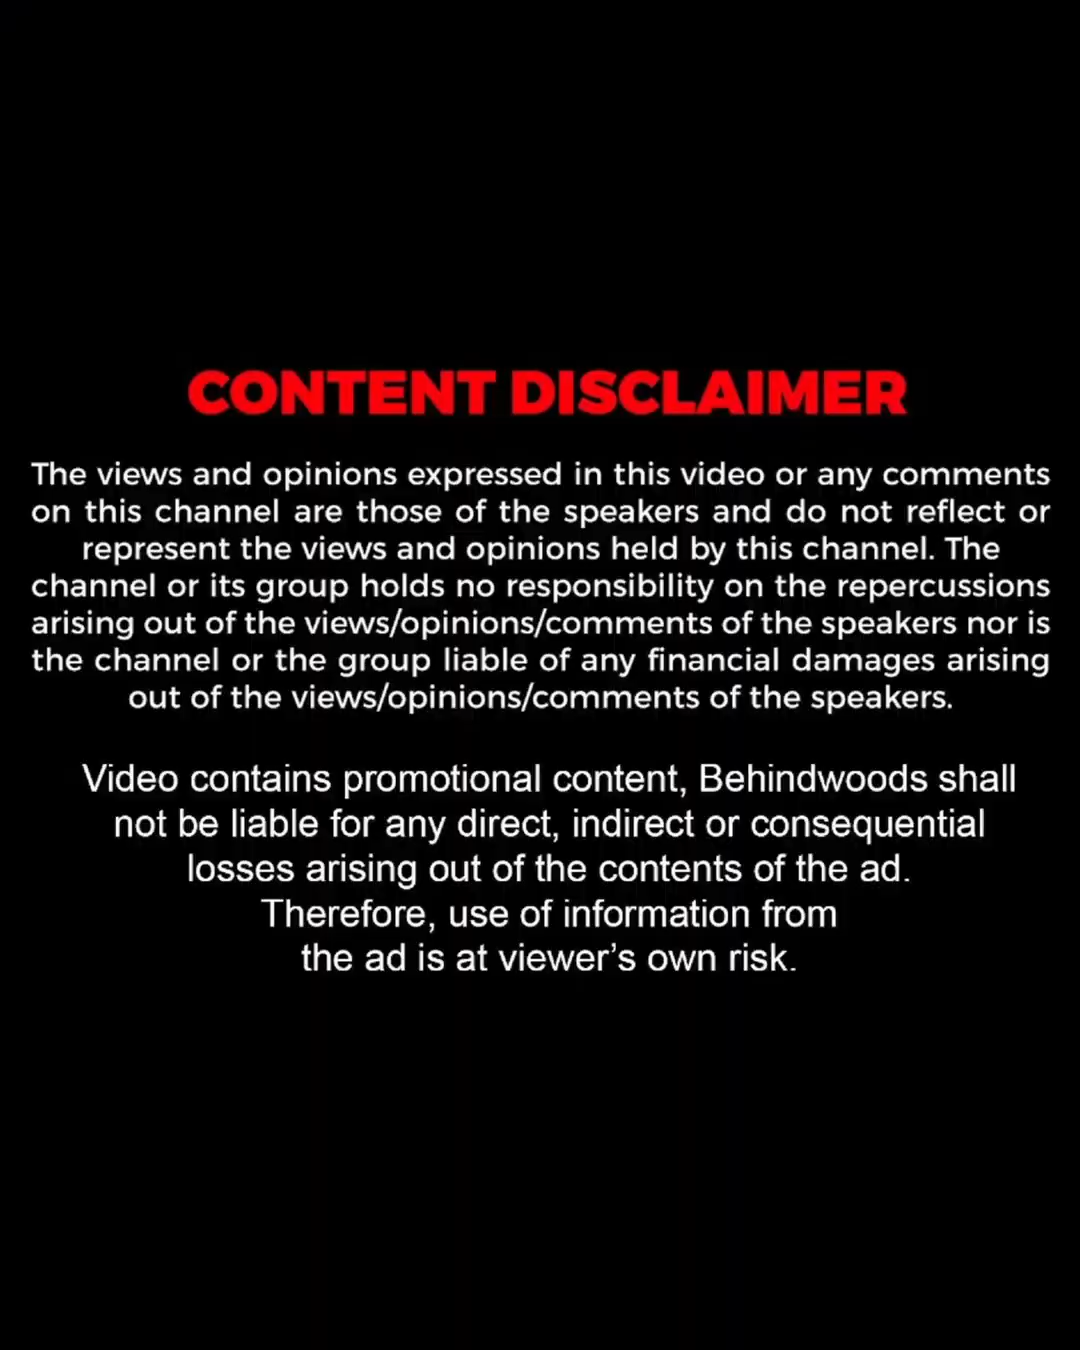 CONTENT DISCLAIMER
The views and opinions expressed in this video or any comments
on this channel are those of the speakers and do not reflect or
represent the views and opinions held by this channel. The
channel or its group holds no responsibility on the repercussions
arising out of the views/opinions/comments of the speakers nor is
the channel or the group liable of any financial damages arising
out of the views/opinions/comments of the speakers.
Video contains promotional content, Behindwoods shall
not be liable for any direct, indirect or consequential
losses arising out of the contents of the ad.
Therefore, use of information from
the ad is at viewer’s own risk.